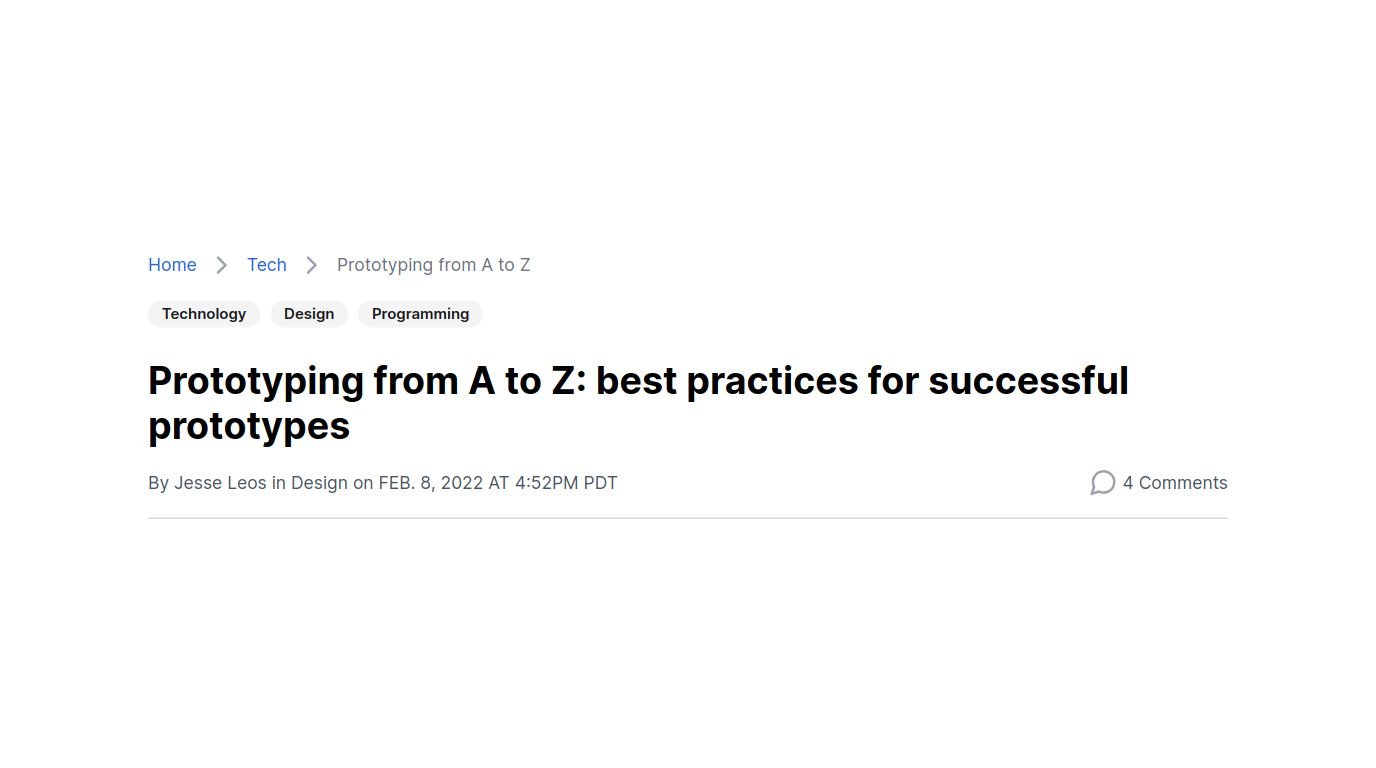 Home Tech Prototyping from A to Z
Technology Design Programming
Prototyping from A to Z: best practices for successful
prototypes
By Jesse Leos in Design on FEB. 8, 2022 AT 4:52PM PDT 4 Comments